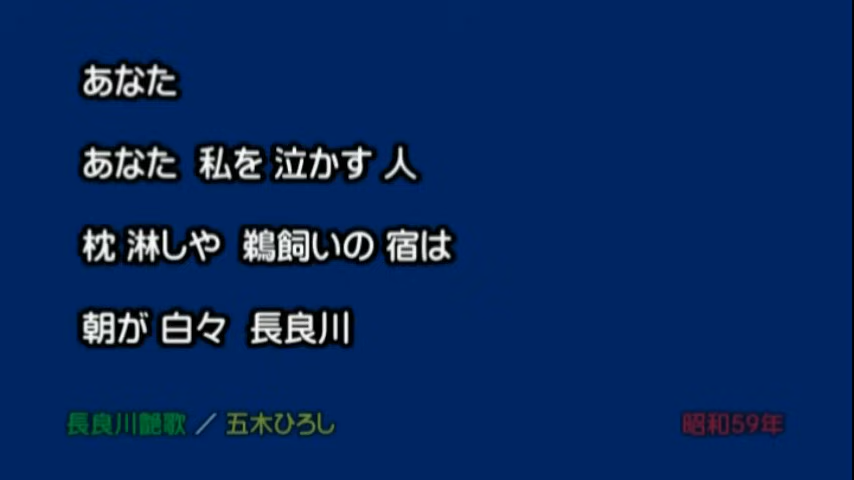 あなた
あなた 私を 泣かす 人
枕 淋しや 鵜飼いの 宿は
朝が 白々 長良川
長良川艶歌 / 五木ひろし 昭和59年